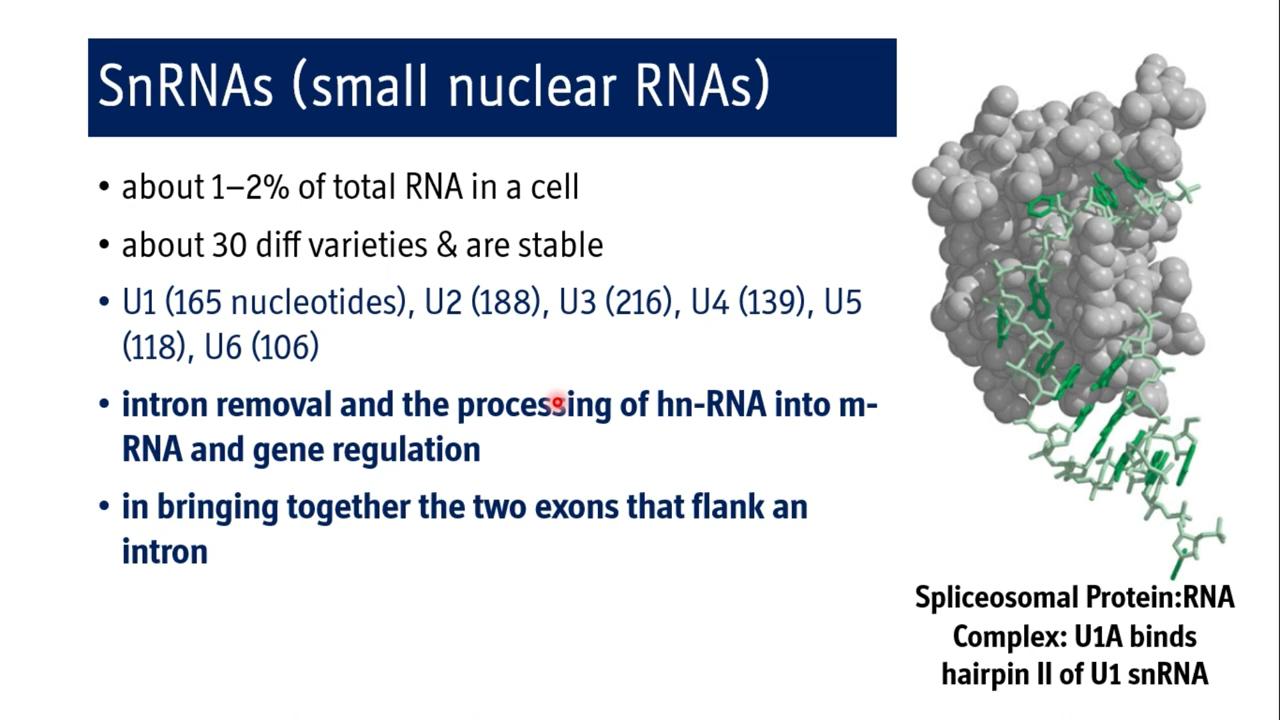 SnRNAs (small nuclear RNAs)
• about 1–2% of total RNA in a cell
• about 30 diff varieties & are stable
• U1 (165 nucleotides), U2 (188), U3 (216), U4 (139), U5
(118), U6 (106)
• intron removal and the processing of hn-RNA into m-
RNA and gene regulation
• in bringing together the two exons that flank an
intron
Spliceosomal Protein:RNA
Complex: U1A binds
hairpin II of U1 snRNA